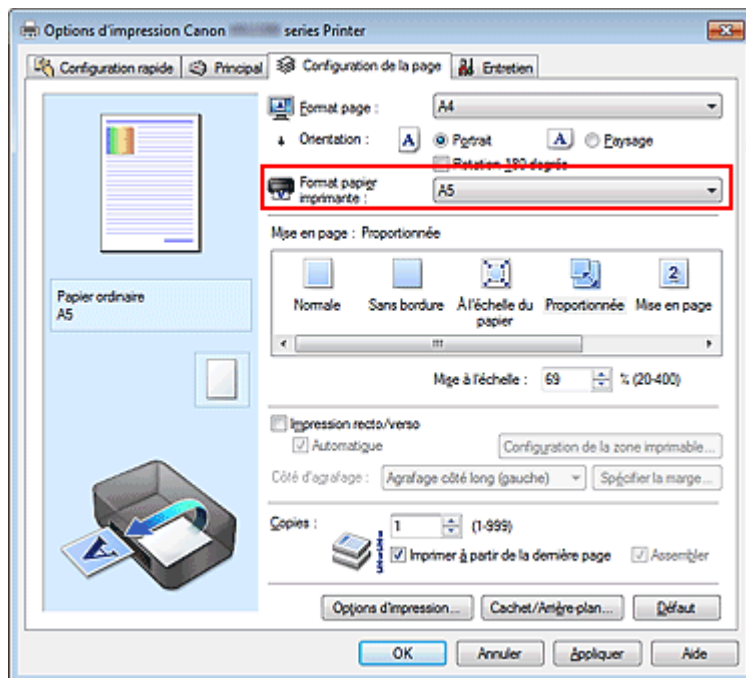 Options d'impression Canon series Printer
Configuration rapide Principal Configuration de la page Entretien
Format page : A4
Orientation : A Portrait A Paysage
Rotation 180 degrés
Format papier imprimante : A5
Mise en page : Proportionnée
2
Normale Sans bordure À l'échelle du papier Proportionnée Mise en page
Papier ordinaire
A5
Mise à l'échelle : 69 % (20-400)
Impression recto/verso
Automatique Configuration de la zone imprimable...
Côté d'agrafage : Agrafage côté long (gauche) Spécifier la marge...
Copies : 1 (1-999)
Imprimer à partir de la dernière page Assembler
A
Options d'impression... Cachet/Arrière-plan... Défaut
OK Annuler Appliquer Aide